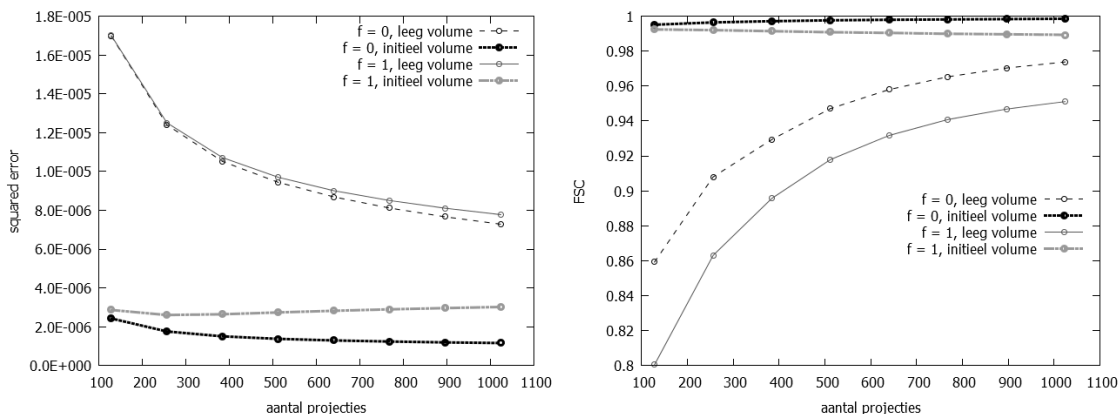 1.8E-005
1.6E-005
1.4E-005
1.2E-005
1.0E-005
8.0E-006
6.0E-006
4.0E-006
2.0E-006
0.0E+000
squared error
100 200 300 400 500 600 700 800 900 1000 1100
aantal projecties
f = 0, leeg volume
f = 0, initieel volume
f = 1, leeg volume
f = 1, initieel volume
1
0.98
0.96
0.94
0.92
0.9
0.88
0.86
0.84
0.82
0.8
FSC
100 200 300 400 500 600 700 800 900 1000 1100
aantal projecties
f = 0, leeg volume
f = 0, initieel volume
f = 1, leeg volume
f = 1, initieel volume